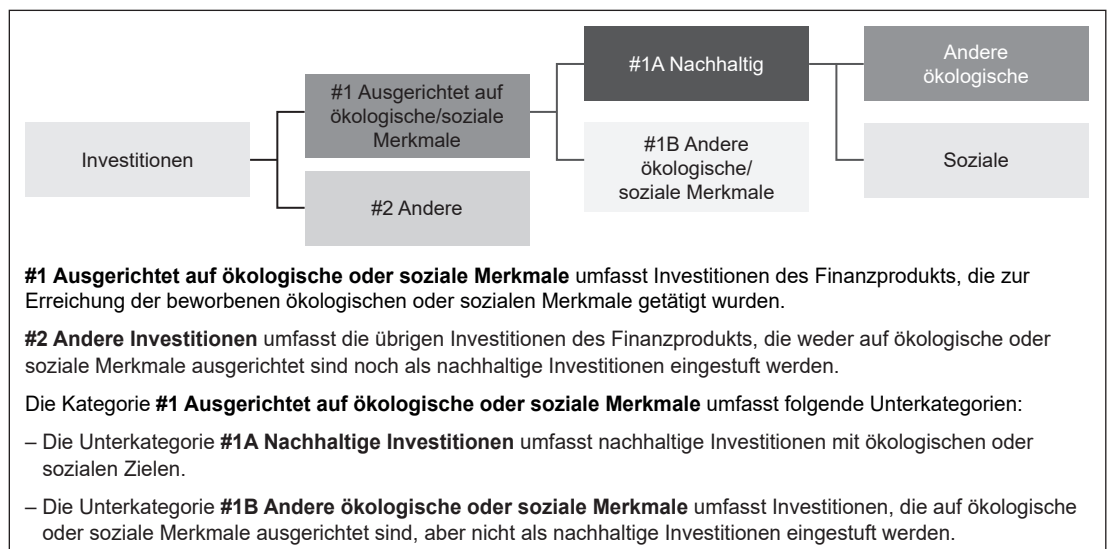 Investitionen
#1 Ausgerichtet auf
ökologische/soziale
Merkmale
#2 Andere
#1A Nachhaltig
#1B Andere
ökologische/
soziale Merkmale
Andere
ökologische
Soziale
#1 Ausgerichtet auf ökologische oder soziale Merkmale umfasst Investitionen des Finanzprodukts, die zur
Erreichung der beworbenen ökologischen oder sozialen Merkmale getätigt wurden.
#2 Andere Investitionen umfasst die übrigen Investitionen des Finanzprodukts, die weder auf ökologische oder
soziale Merkmale ausgerichtet sind noch als nachhaltige Investitionen eingestuft werden.
Die Kategorie #1 Ausgerichtet auf ökologische oder soziale Merkmale umfasst folgende Unterkategorien:
– Die Unterkategorie #1A Nachhaltige Investitionen umfasst nachhaltige Investitionen mit ökologischen oder
sozialen Zielen.
– Die Unterkategorie #1B Andere ökologische oder soziale Merkmale umfasst Investitionen, die auf ökologische
oder soziale Merkmale ausgerichtet sind, aber nicht als nachhaltige Investitionen eingestuft werden.